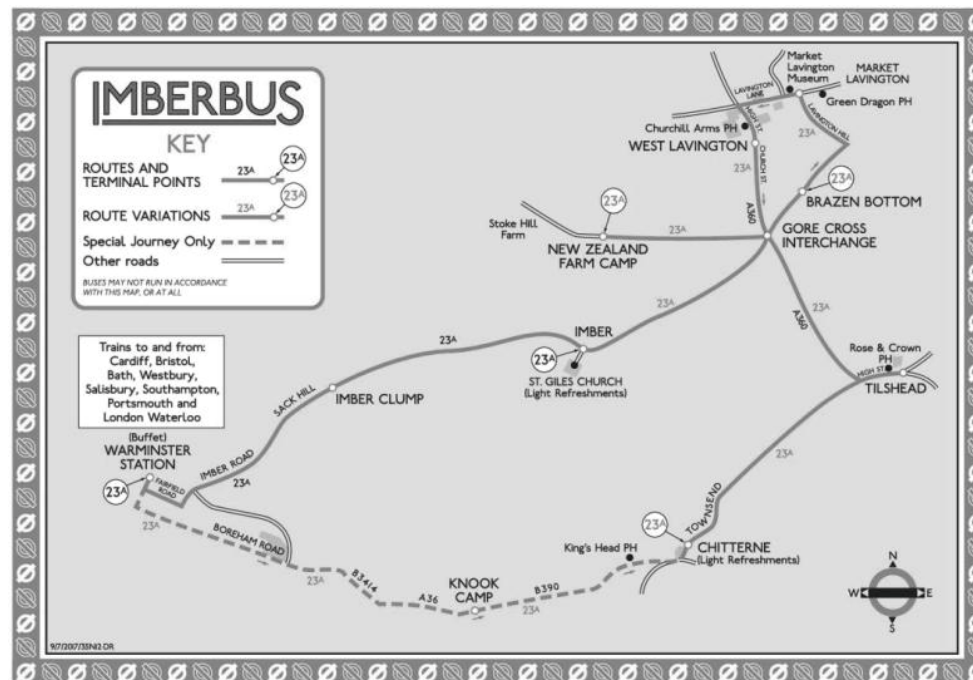 IMBERBUS
KEY
ROUTES AND
TERMINAL POINTS
23A
23A
ROUTE VARIATIONS
23A
23A
Special Journey Only
Other roads
BUSES MAY NOT RUN IN ACCORDANCE
WITH THIS MAP, OR AT ALL
Market
Lavington
Museum
MARKET
LAVINGTON
Green Dragon PH
LAVINGTON
LANE
HIGH ST.
LAVINGTON HILL
23A
Churchill Arms PH
WEST LAVINGTON
23A
CHURCH ST.
A360
23A
BRAZEN BOTTOM
Stoke Hill
Farm
23A
NEW ZEALAND
FARM CAMP
23A
GORE CROSS
INTERCHANGE
23A
23A
A360
23A
IMBER
23A
ST. GILES CHURCH
(Light Refreshments)
Rose & Crown
PH
HIGH ST.
TILSHEAD
Trains to and from:
Cardiff, Bristol,
Bath, Westbury,
Salisbury, Southampton,
Portsmouth and
London Waterloo
SACK HILL
IMBER CLUMP
(Buffet)
WARMINSTER
STATION
23A
FAIRFIELD
ROAD
IMBER ROAD
23A
23A
BOREHAM ROAD
23A
B3414
A36
KNOOK
CAMP
23A
B390
King's Head PH
23A
TOWNSEND
23A
CHITTERNE
(Light Refreshments)
N
W
E
S
9/7/2017/35N12.OR